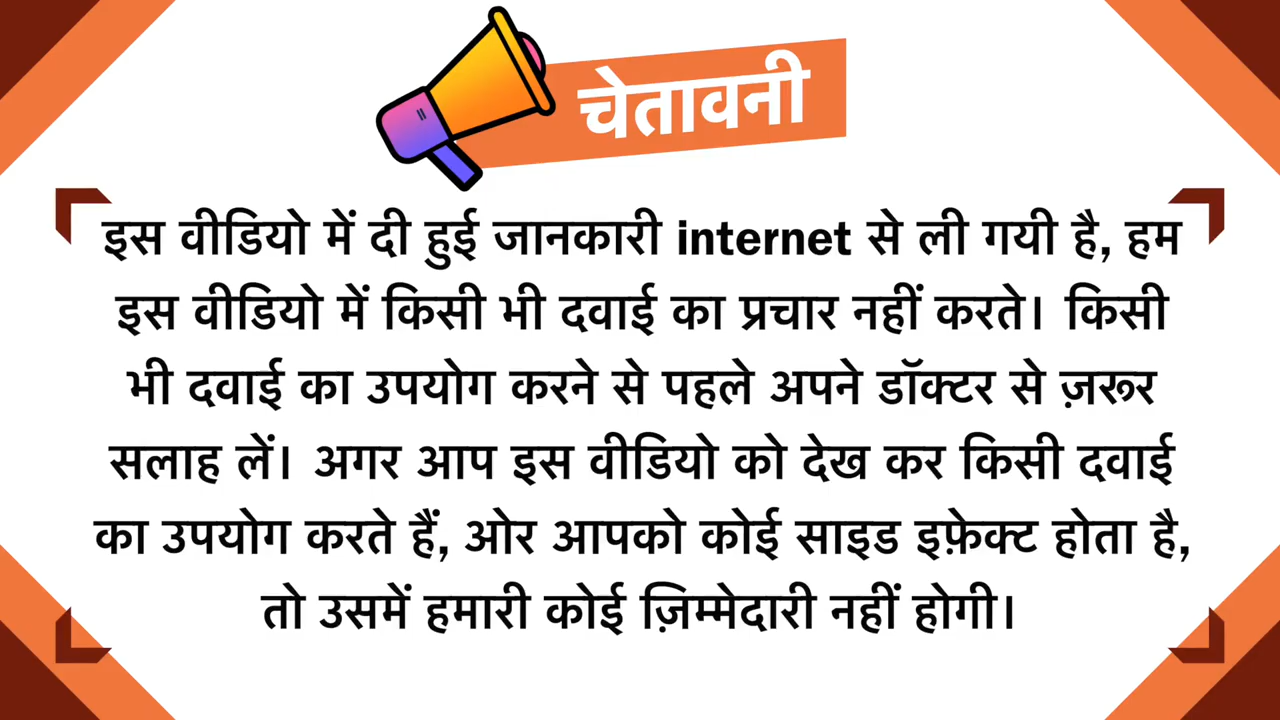 चेतावनी
इस वीडियो में दी हुई जानकारी internet से ली गयी है, हम
इस वीडियो में किसी भी दवाई का प्रचार नहीं करते। किसी
भी दवाई का उपयोग करने से पहले अपने डॉक्टर से ज़रूर
सलाह लें। अगर आप इस वीडियो को देख कर किसी दवाई
का उपयोग करते हैं, ओर आपको कोई साइड इफ़ेक्ट होता है,
तो उसमें हमारी कोई ज़िम्मेदारी नहीं होगी।